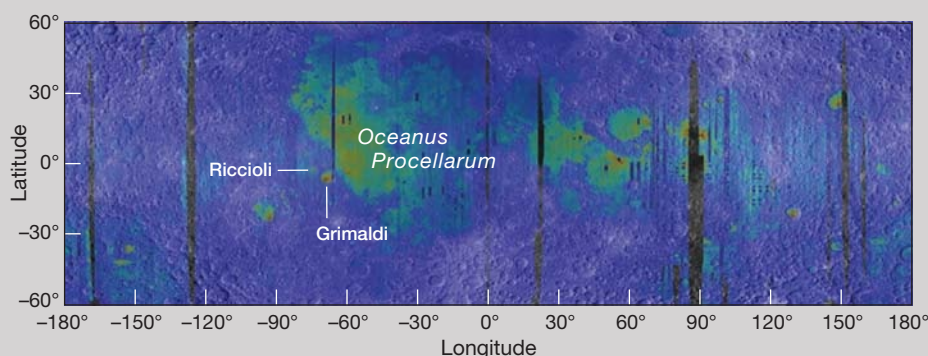 60°
30°
0°
−30°
−60°
Latitude
Oceanus
Procellarum
Riccioli
Grimaldi
−180° −150° −120° −90° −60° −30° 0° 30° 60° 90° 120° 150° 180°
Longitude